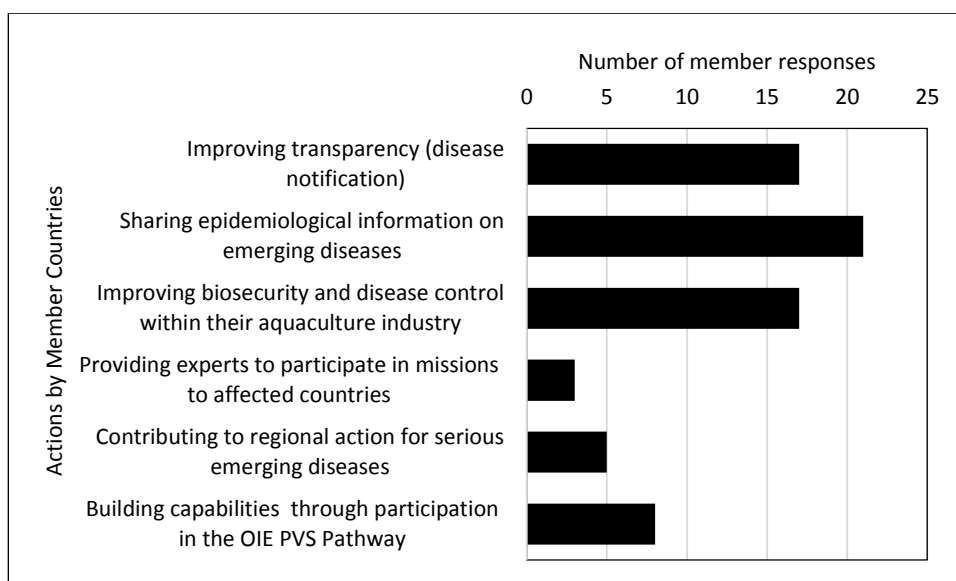 Number of member responses
0 5 10 15 20 25
Actions by Member Countries
Improving transparency (disease
notification)
Sharing epidemiological information on
emerging diseases
Improving biosecurity and disease control
within their aquaculture industry
Providing experts to participate in missions
to affected countries
Contributing to regional action for serious
emerging diseases
Building capabilities  through participation
in the OIE PVS Pathway